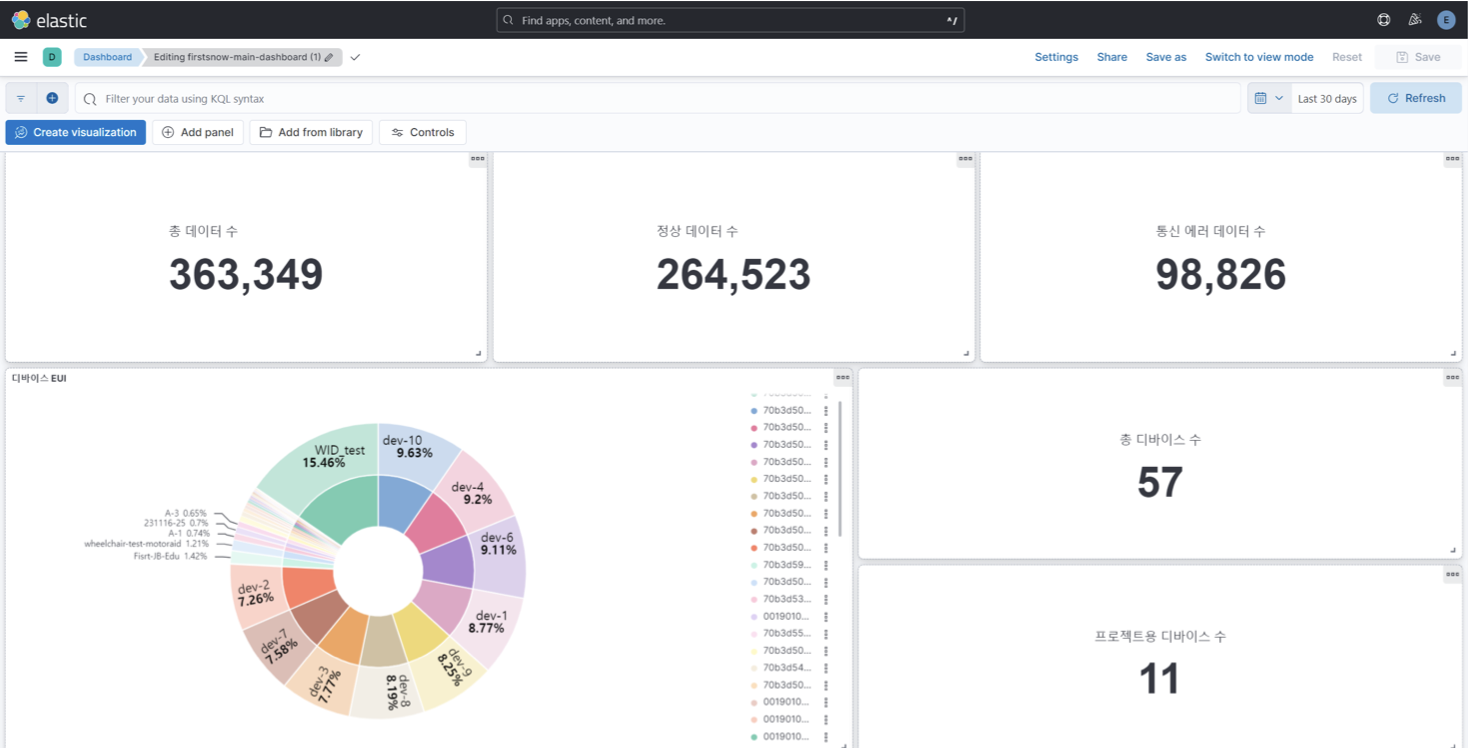 elastic
Find apps, content, and more.
^/
E
D
Dashboard
Editing firstsnow-main-dashboard (1)
Settings
Share
Save as
Switch to view mode
Reset
Save
Filter your data using KQL syntax
Last 30 days
Refresh
Create visualization
Add panel
Add from library
Controls
총 데이터 수
363,349
정상 데이터 수
264,523
통신 에러 데이터 수
98,826
디바이스 EUI
WID_test
15.46%
dev-10
9.63%
dev-4
9.2%
dev-6
9.11%
dev-1
8.77%
dev-9
8.25%
dev-8
8.19%
dev-3
7.77%
dev-7
7.58%
dev-2
7.26%
A-3 0.65%
231116-25 0.7%
A-1 0.74%
wheelchair-test-motoraid 1.21%
Fisrt-JB-Edu 1.42%
70b3d50...
70b3d50...
70b3d50...
70b3d50...
70b3d50...
70b3d50...
70b3d50...
70b3d50...
70b3d50...
70b3d59...
70b3d50...
70b3d53...
0019010...
70b3d55...
70b3d50...
70b3d54...
70b3d50...
0019010...
0019010...
0019010...
총 디바이스 수
57
프로젝트용 디바이스 수
11